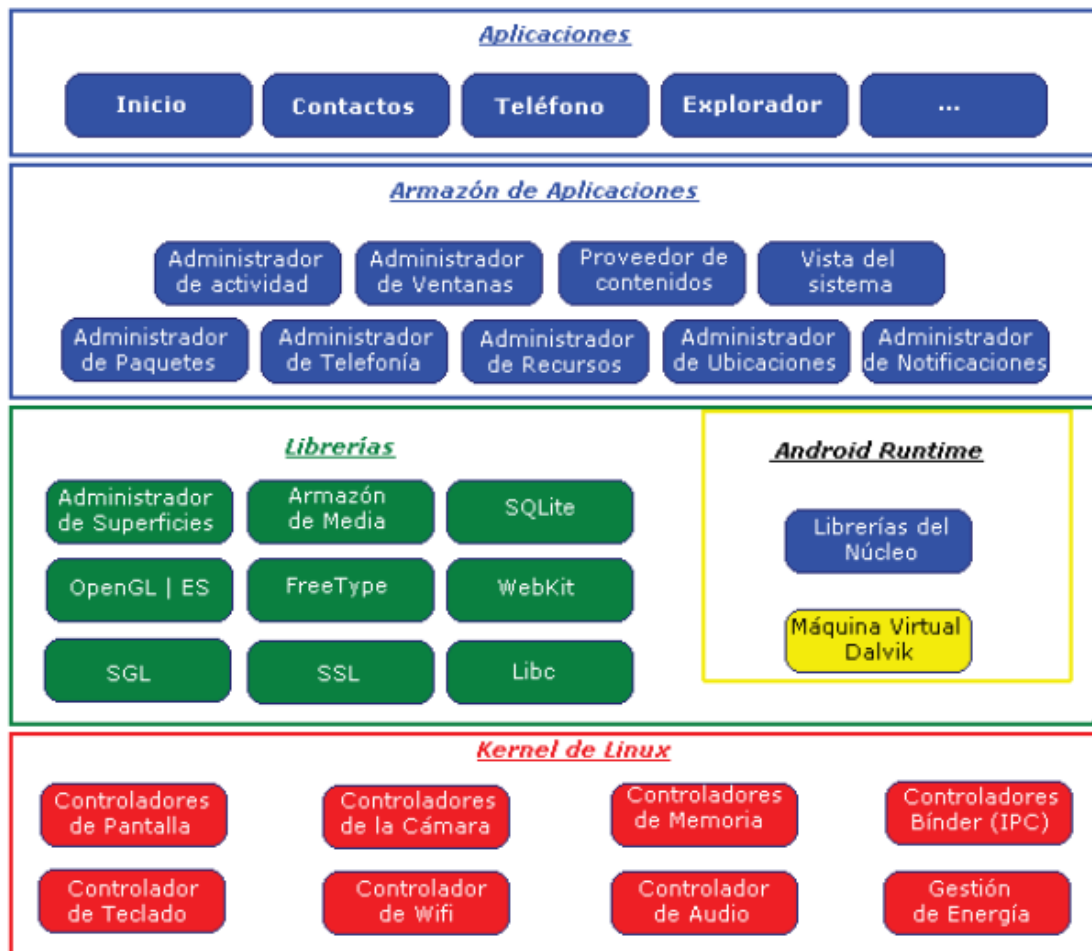 Aplicaciones
Inicio
Contactos
Teléfono
Explorador
...
Armazón de Aplicaciones
Administrador
de actividad
Administrador
de Ventanas
Proveedor de
contenidos
Vista del
sistema
Administrador
de Paquetes
Administrador
de Telefonía
Administrador
de Recursos
Administrador
de Ubicaciones
Administrador
de Notificaciones
Librerías
Administrador
de Superficies
Armazón
de Media
SQLite
OpenGL | ES
FreeType
WebKit
SGL
SSL
Libc
Android Runtime
Librerías del
Núcleo
Máquina Virtual
Dalvik
Kernel de Linux
Controladores
de Pantalla
Controladores
de la Cámara
Controladores
de Memoria
Controladores
Bínder (IPC)
Controlador
de Teclado
Controlador
de Wifi
Controlador
de Audio
Gestión
de Energía